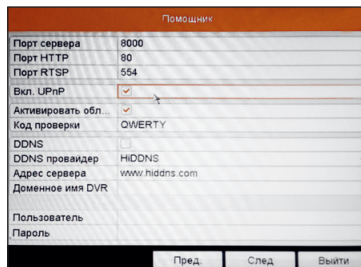 Помощник
Порт сервера 8000
Порт HTTP 80
Порт RTSP 554
Вкл. UPnP
Активировать обл...
Код проверки QWERTY
DDNS
DDNS провайдер HiDDNS
Адрес сервера www.hiddns.com
Доменное имя DVR
Пользователь
Пароль
Пред. След. Выйти